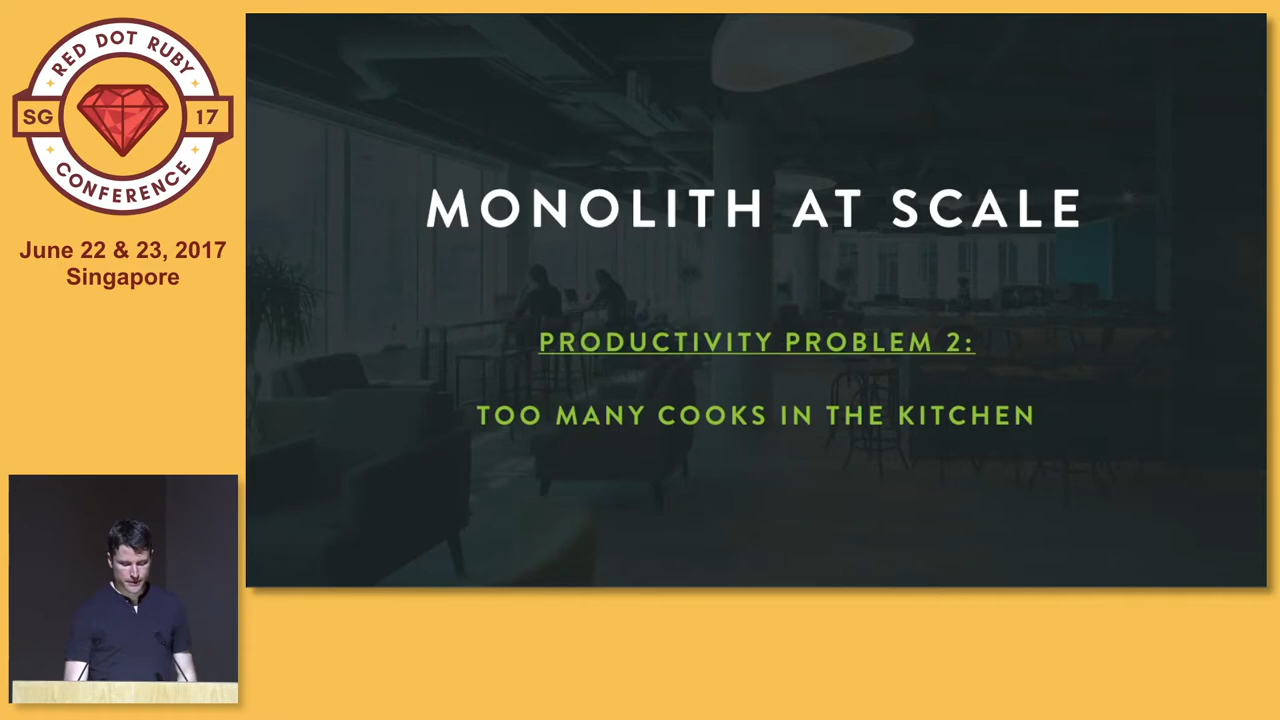 RED DOT RUBY
SG 17
CONFERENCE
June 22 & 23, 2017
Singapore
MONOLITH AT SCALE
PRODUCTIVITY PROBLEM 2:
TOO MANY COOKS IN THE KITCHEN